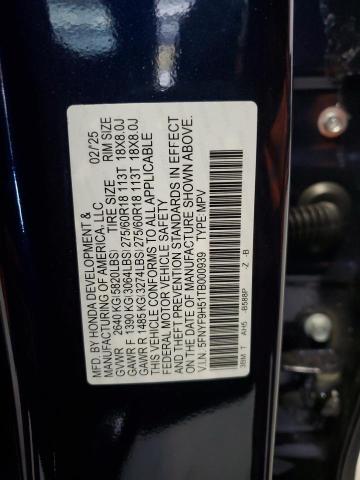 MFD. BY HONDA DEVELOPMENT & 02/25
MANUFACTURING OF AMERICA, LLC
TIRE SIZE RIM SIZE
GVWR 2640 KG(5820LBS)
GAWR F 1390 KG(3064LBS) 275/60R18 113T 18X8.0J
GAWR R 1485 KG(3274LBS) 275/60R18 113T 18X8.0J
THIS VEHICLE CONFORMS TO ALL APPLICABLE
FEDERAL MOTOR VEHICLE SAFETY
AND THEFT PREVENTION STANDARDS IN EFFECT
ON THE DATE OF MANUFACTURE SHOWN ABOVE.
V.I.N. 5FNYF9H51TB000939 TYPE:MPV
3BM T AH5 -B588P -Z -B